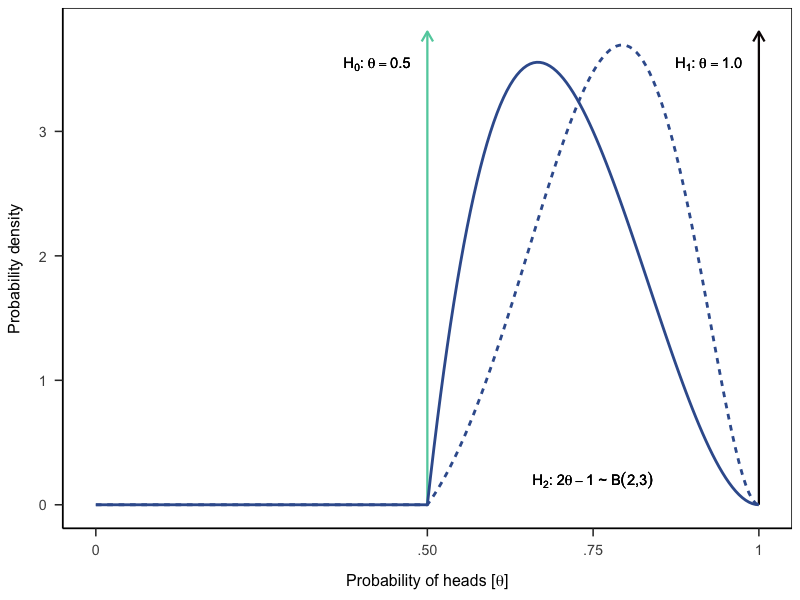 H₀: θ = 0.5
H₁: θ = 1.0
3
2
1
0
Probability density
H₂: 2θ − 1 ~ B(2,3)
0
.50
.75
1
Probability of heads [θ]